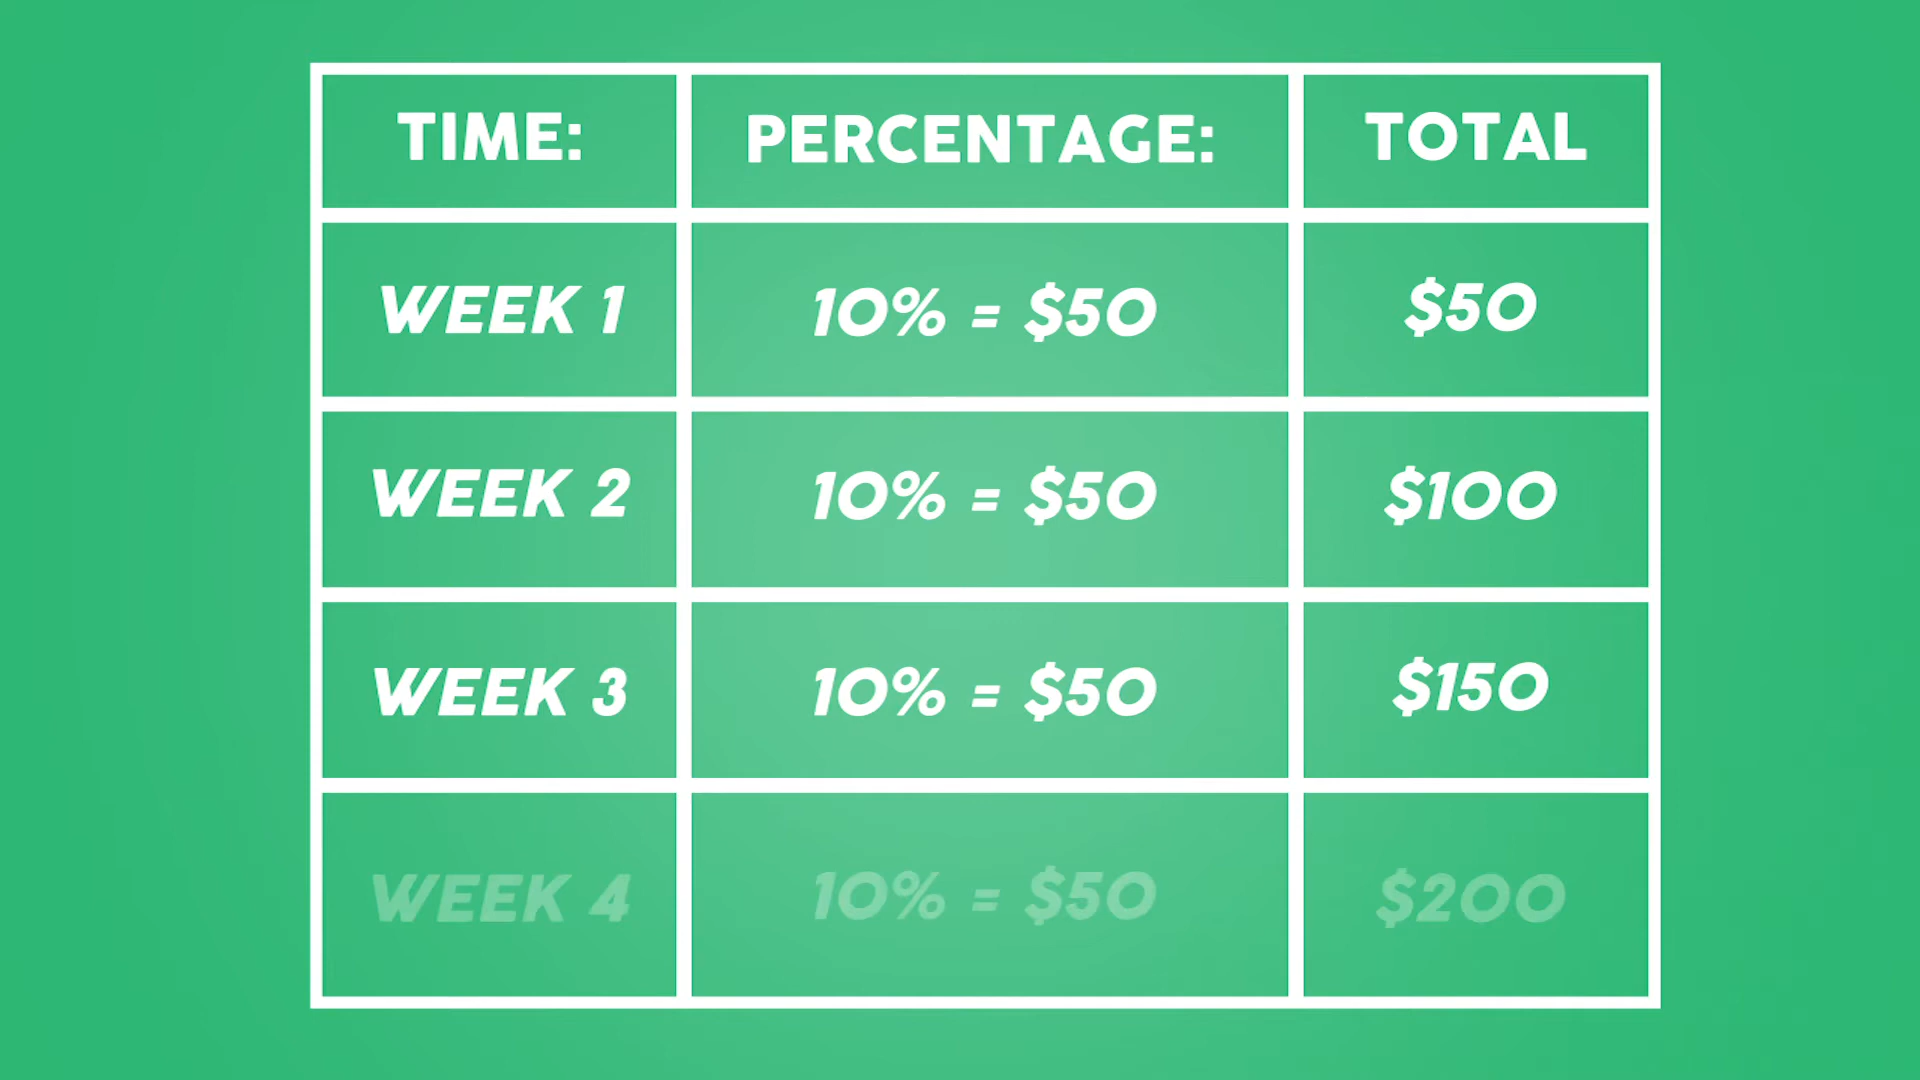 TIME: PERCENTAGE: TOTAL
WEEK 1 10% = $50 $50
WEEK 2 10% = $50 $100
WEEK 3 10% = $50 $150
WEEK 4 10% = $50 $200